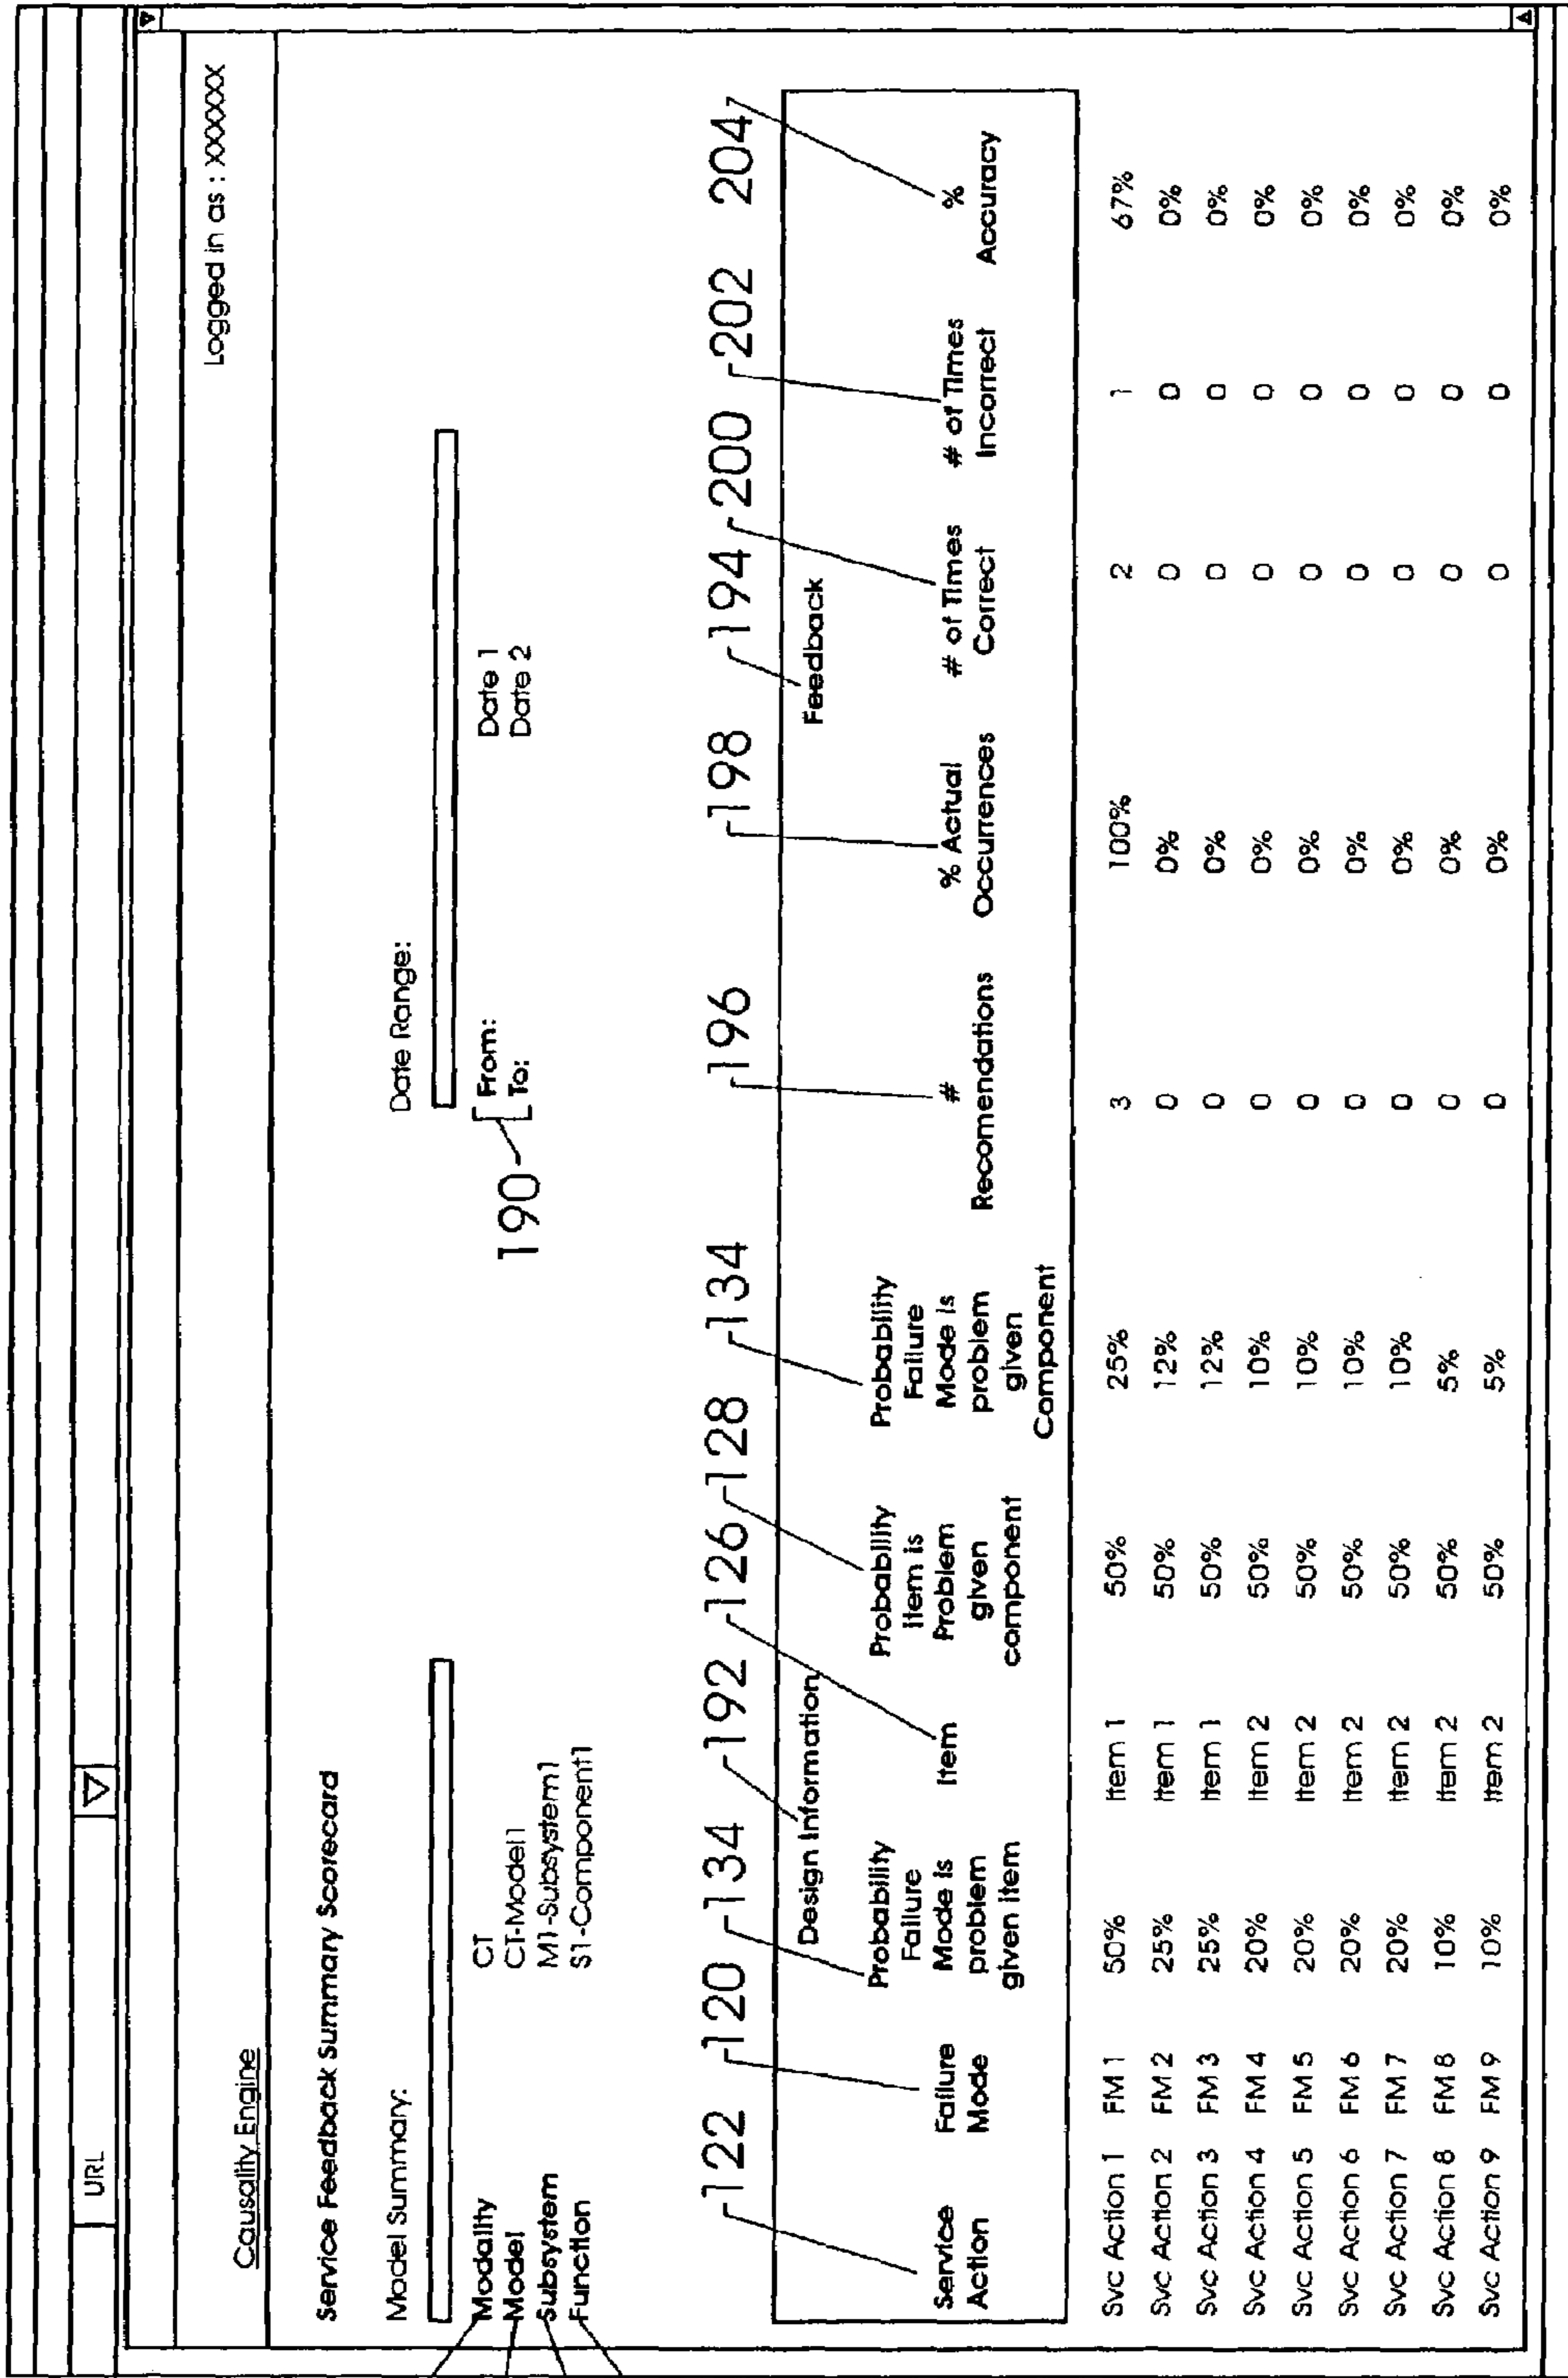 URL
Causality Engine
Logged in as : XXXXXX
Service Feedback Summary Scorecard
Model Summary:
Date Range:
Modality CT
Model CT-Model1
Subsystem M1-Subsystem1
Function S1-Component1
190
From: Date 1
To: Date 2
122 120 134 192 126 128 134 196 198 194 200 202 204
Design Information
Feedback
Service Action
Failure Mode
Probability Failure Mode is problem given item
Item
Probability item is Problem given component
Probability Failure Mode is problem given Component
# Recomendations
% Actual Occurrences
# of Times Correct
# of Times Incorrect
% Accuracy
Svc Action 1 FM 1 50% Item 1 50% 25% 3 100% 2 1 67%
Svc Action 2 FM 2 25% Item 1 50% 12% 0 0% 0 0 0%
Svc Action 3 FM 3 25% Item 1 50% 12% 0 0% 0 0 0%
Svc Action 4 FM 4 20% Item 2 50% 10% 0 0% 0 0 0%
Svc Action 5 FM 5 20% Item 2 50% 10% 0 0% 0 0 0%
Svc Action 6 FM 6 20% Item 2 50% 10% 0 0% 0 0 0%
Svc Action 7 FM 7 20% Item 2 50% 10% 0 0% 0 0 0%
Svc Action 8 FM 8 10% Item 2 50% 5% 0 0% 0 0 0%
Svc Action 9 FM 9 10% Item 2 50% 5% 0 0% 0 0 0%